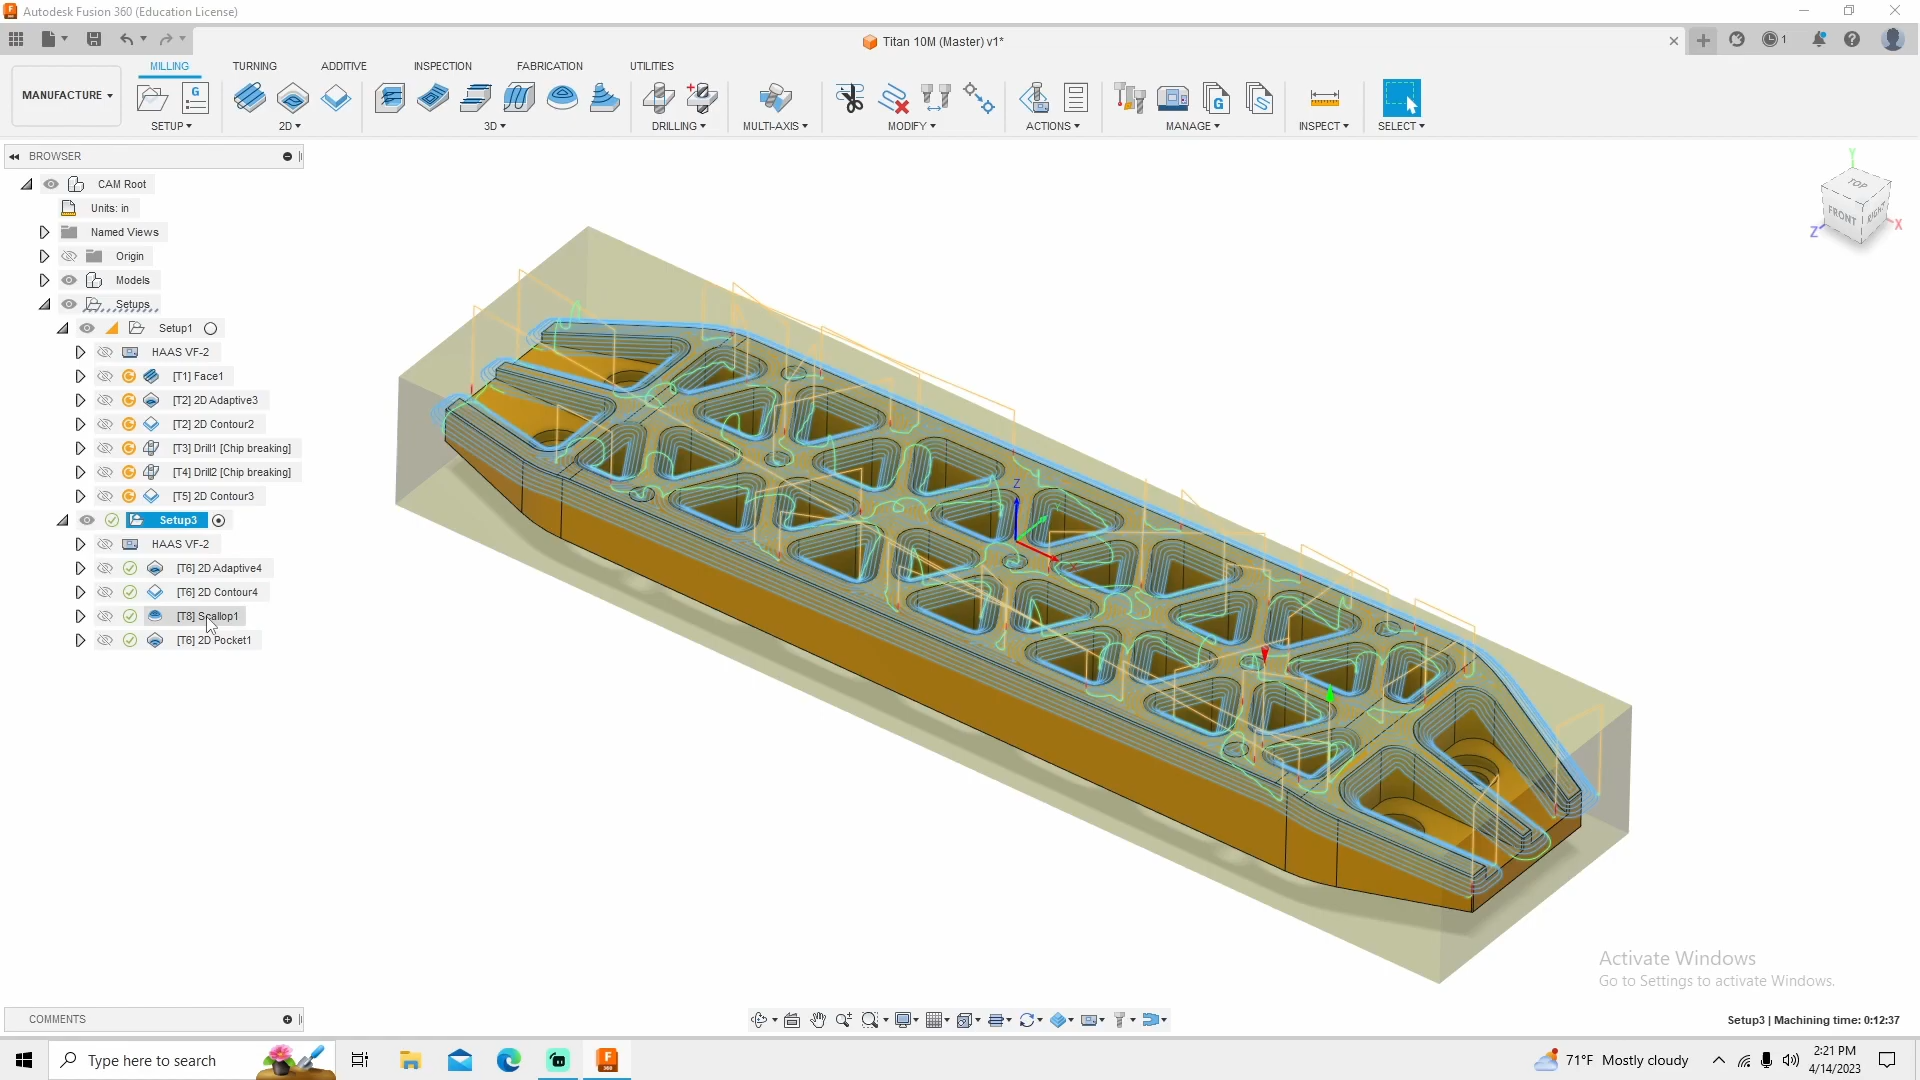 Autodesk Fusion 360 (Education License)
Titan 10M (Master) v1*
1
MILLING TURNING ADDITIVE INSPECTION FABRICATION UTILITIES
MANUFACTURE
SETUP 2D 3D DRILLING MULTI-AXIS MODIFY ACTIONS MANAGE INSPECT SELECT
BROWSER
CAM Root
Units: in
Named Views
Origin
Models
Setups
Setup1
HAAS VF-2
[T1] Face1
[T2] 2D Adaptive3
[T2] 2D Contour2
[T3] Drill1 [Chip breaking]
[T4] Drill2 [Chip breaking]
[T5] 2D Contour3
Setup3
HAAS VF-2
[T6] 2D Adaptive4
[T6] 2D Contour4
[T8] Scallop1
[T6] 2D Pocket1
Y
TOP
FRONT RIGHT
Z X
Z
Activate Windows
Go to Settings to activate Windows.
COMMENTS
Setup3 | Machining time: 0:12:37
Type here to search
71°F Mostly cloudy
2:21 PM
4/14/2023